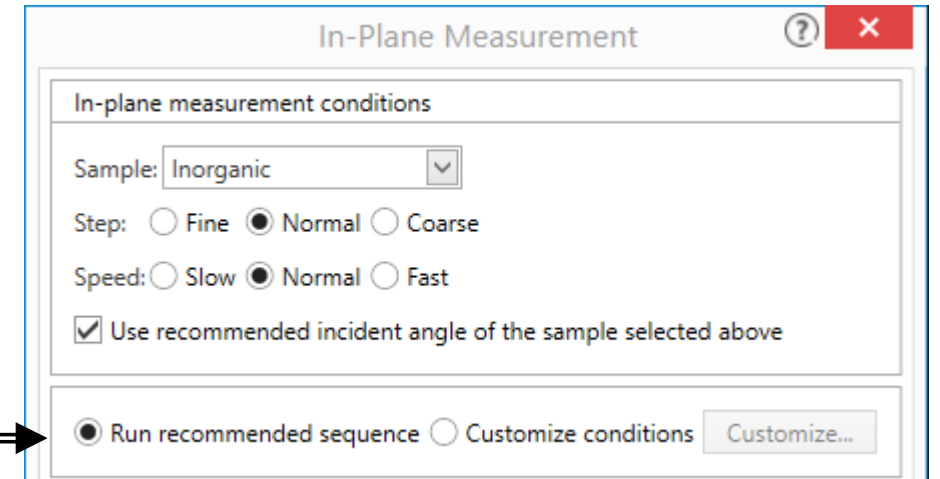 In-Plane Measurement ?
In-plane measurement conditions
Sample: Inorganic
Step: Fine Normal Coarse
Speed: Slow Normal Fast
Use recommended incident angle of the sample selected above
Run recommended sequence Customize conditions Customize...